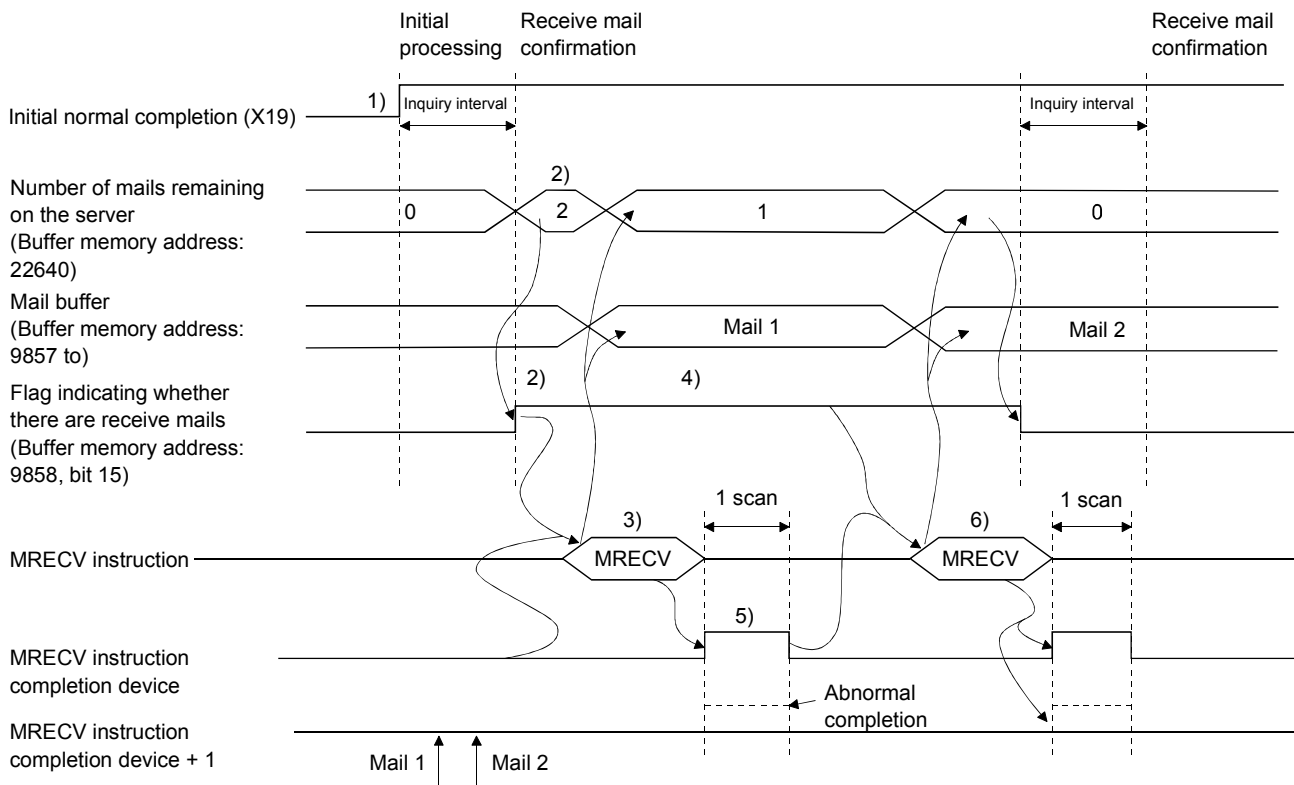 Initial
processing
Receive mail
confirmation
Receive mail
confirmation
Initial normal completion (X19)
1)
Inquiry interval
Inquiry interval
Number of mails remaining
on the server
(Buffer memory address:
22640)
2)
0
2
1
0
Mail buffer
(Buffer memory address:
9857 to)
Mail 1
Mail 2
Flag indicating whether
there are receive mails
(Buffer memory address:
9858, bit 15)
2)
4)
1 scan
1 scan
MRECV instruction
3)
MRECV
6)
MRECV
MRECV instruction
completion device
5)
Abnormal
completion
MRECV instruction
completion device + 1
Mail 1
Mail 2